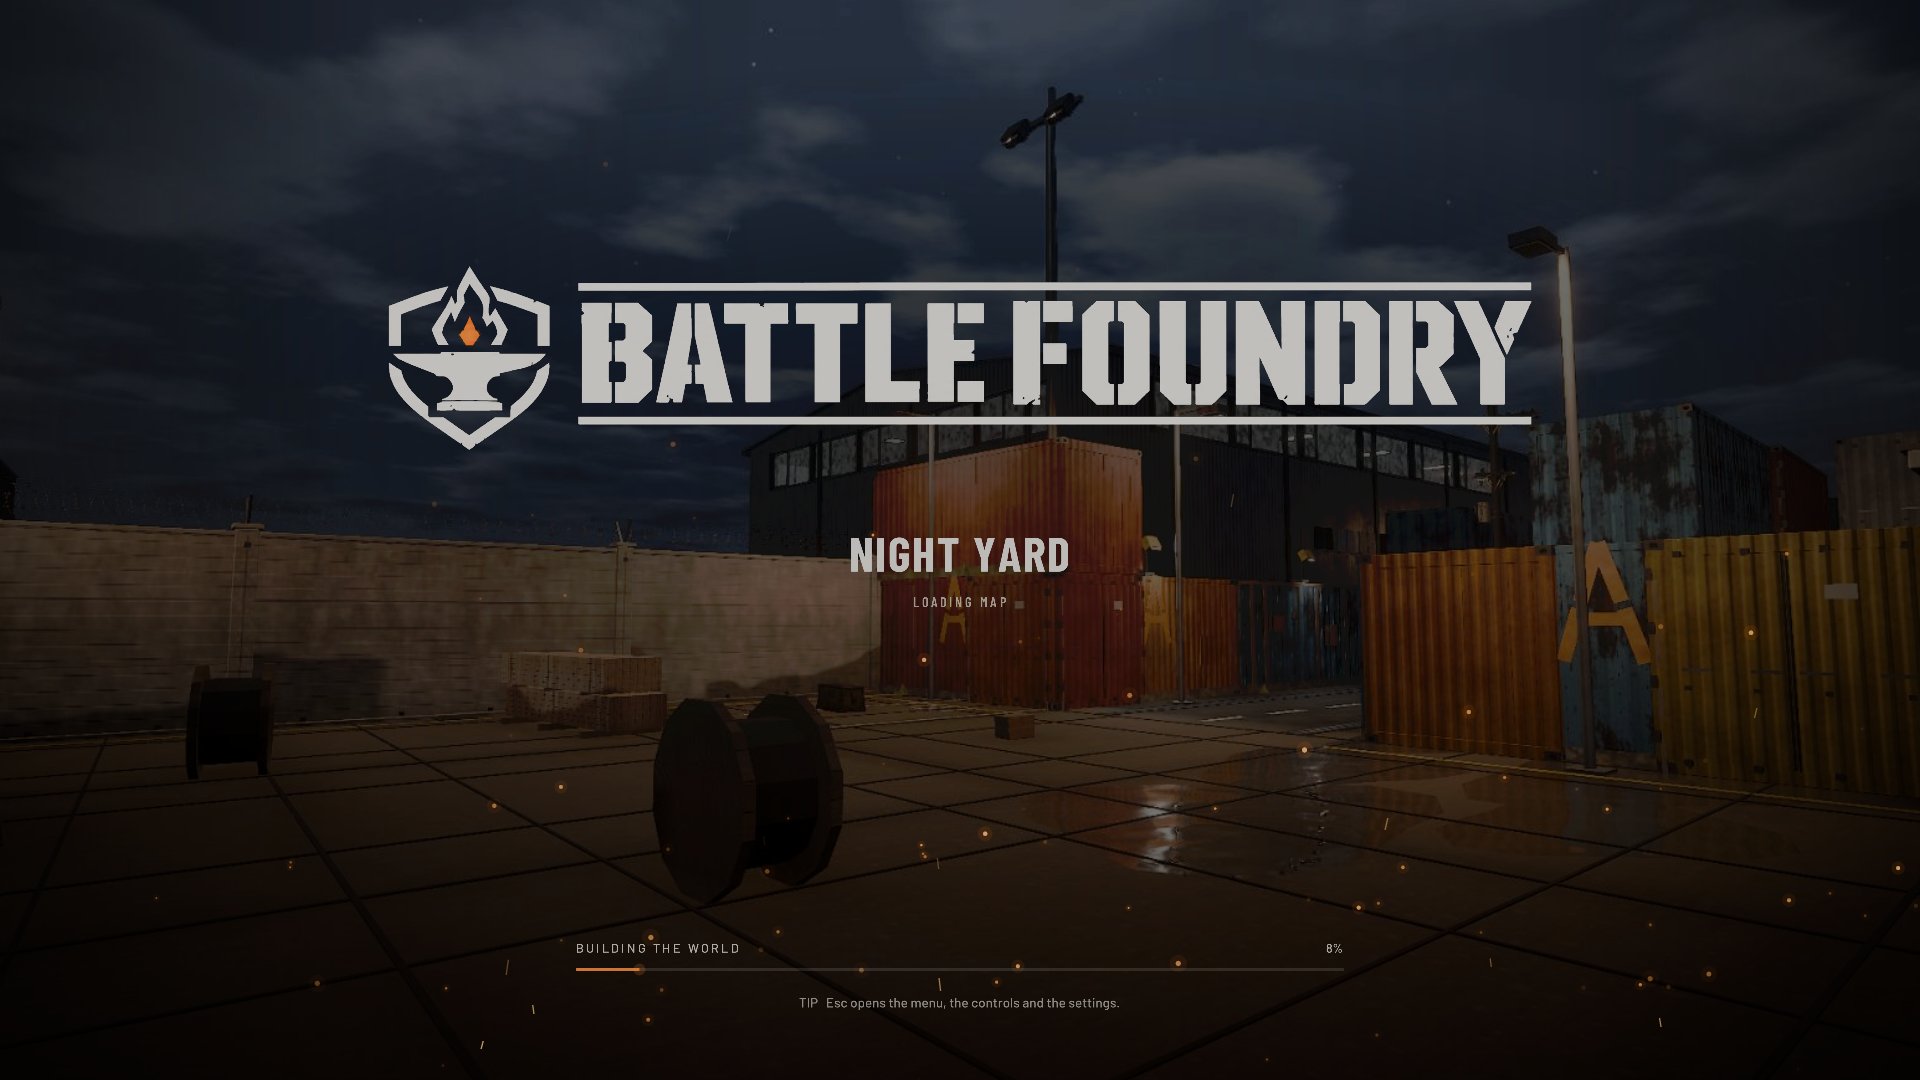 BATTLE FOUNDRY
NIGHT YARD
LOADING MAP
A
A
A
BUILDING THE WORLD 8%
TIP Esc opens the menu, the controls and the settings.